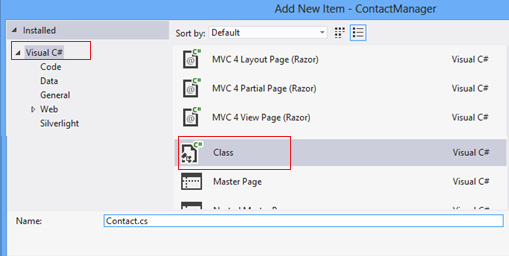 Add New Item - ContactManager
Installed
Sort by: Default
Visual C#
Code
Data
General
Web
Silverlight
MVC 4 Layout Page (Razor) Visual C#
MVC 4 Partial Page (Razor) Visual C#
MVC 4 View Page (Razor) Visual C#
Class Visual C#
Master Page Visual C#
Name: Contact.cs